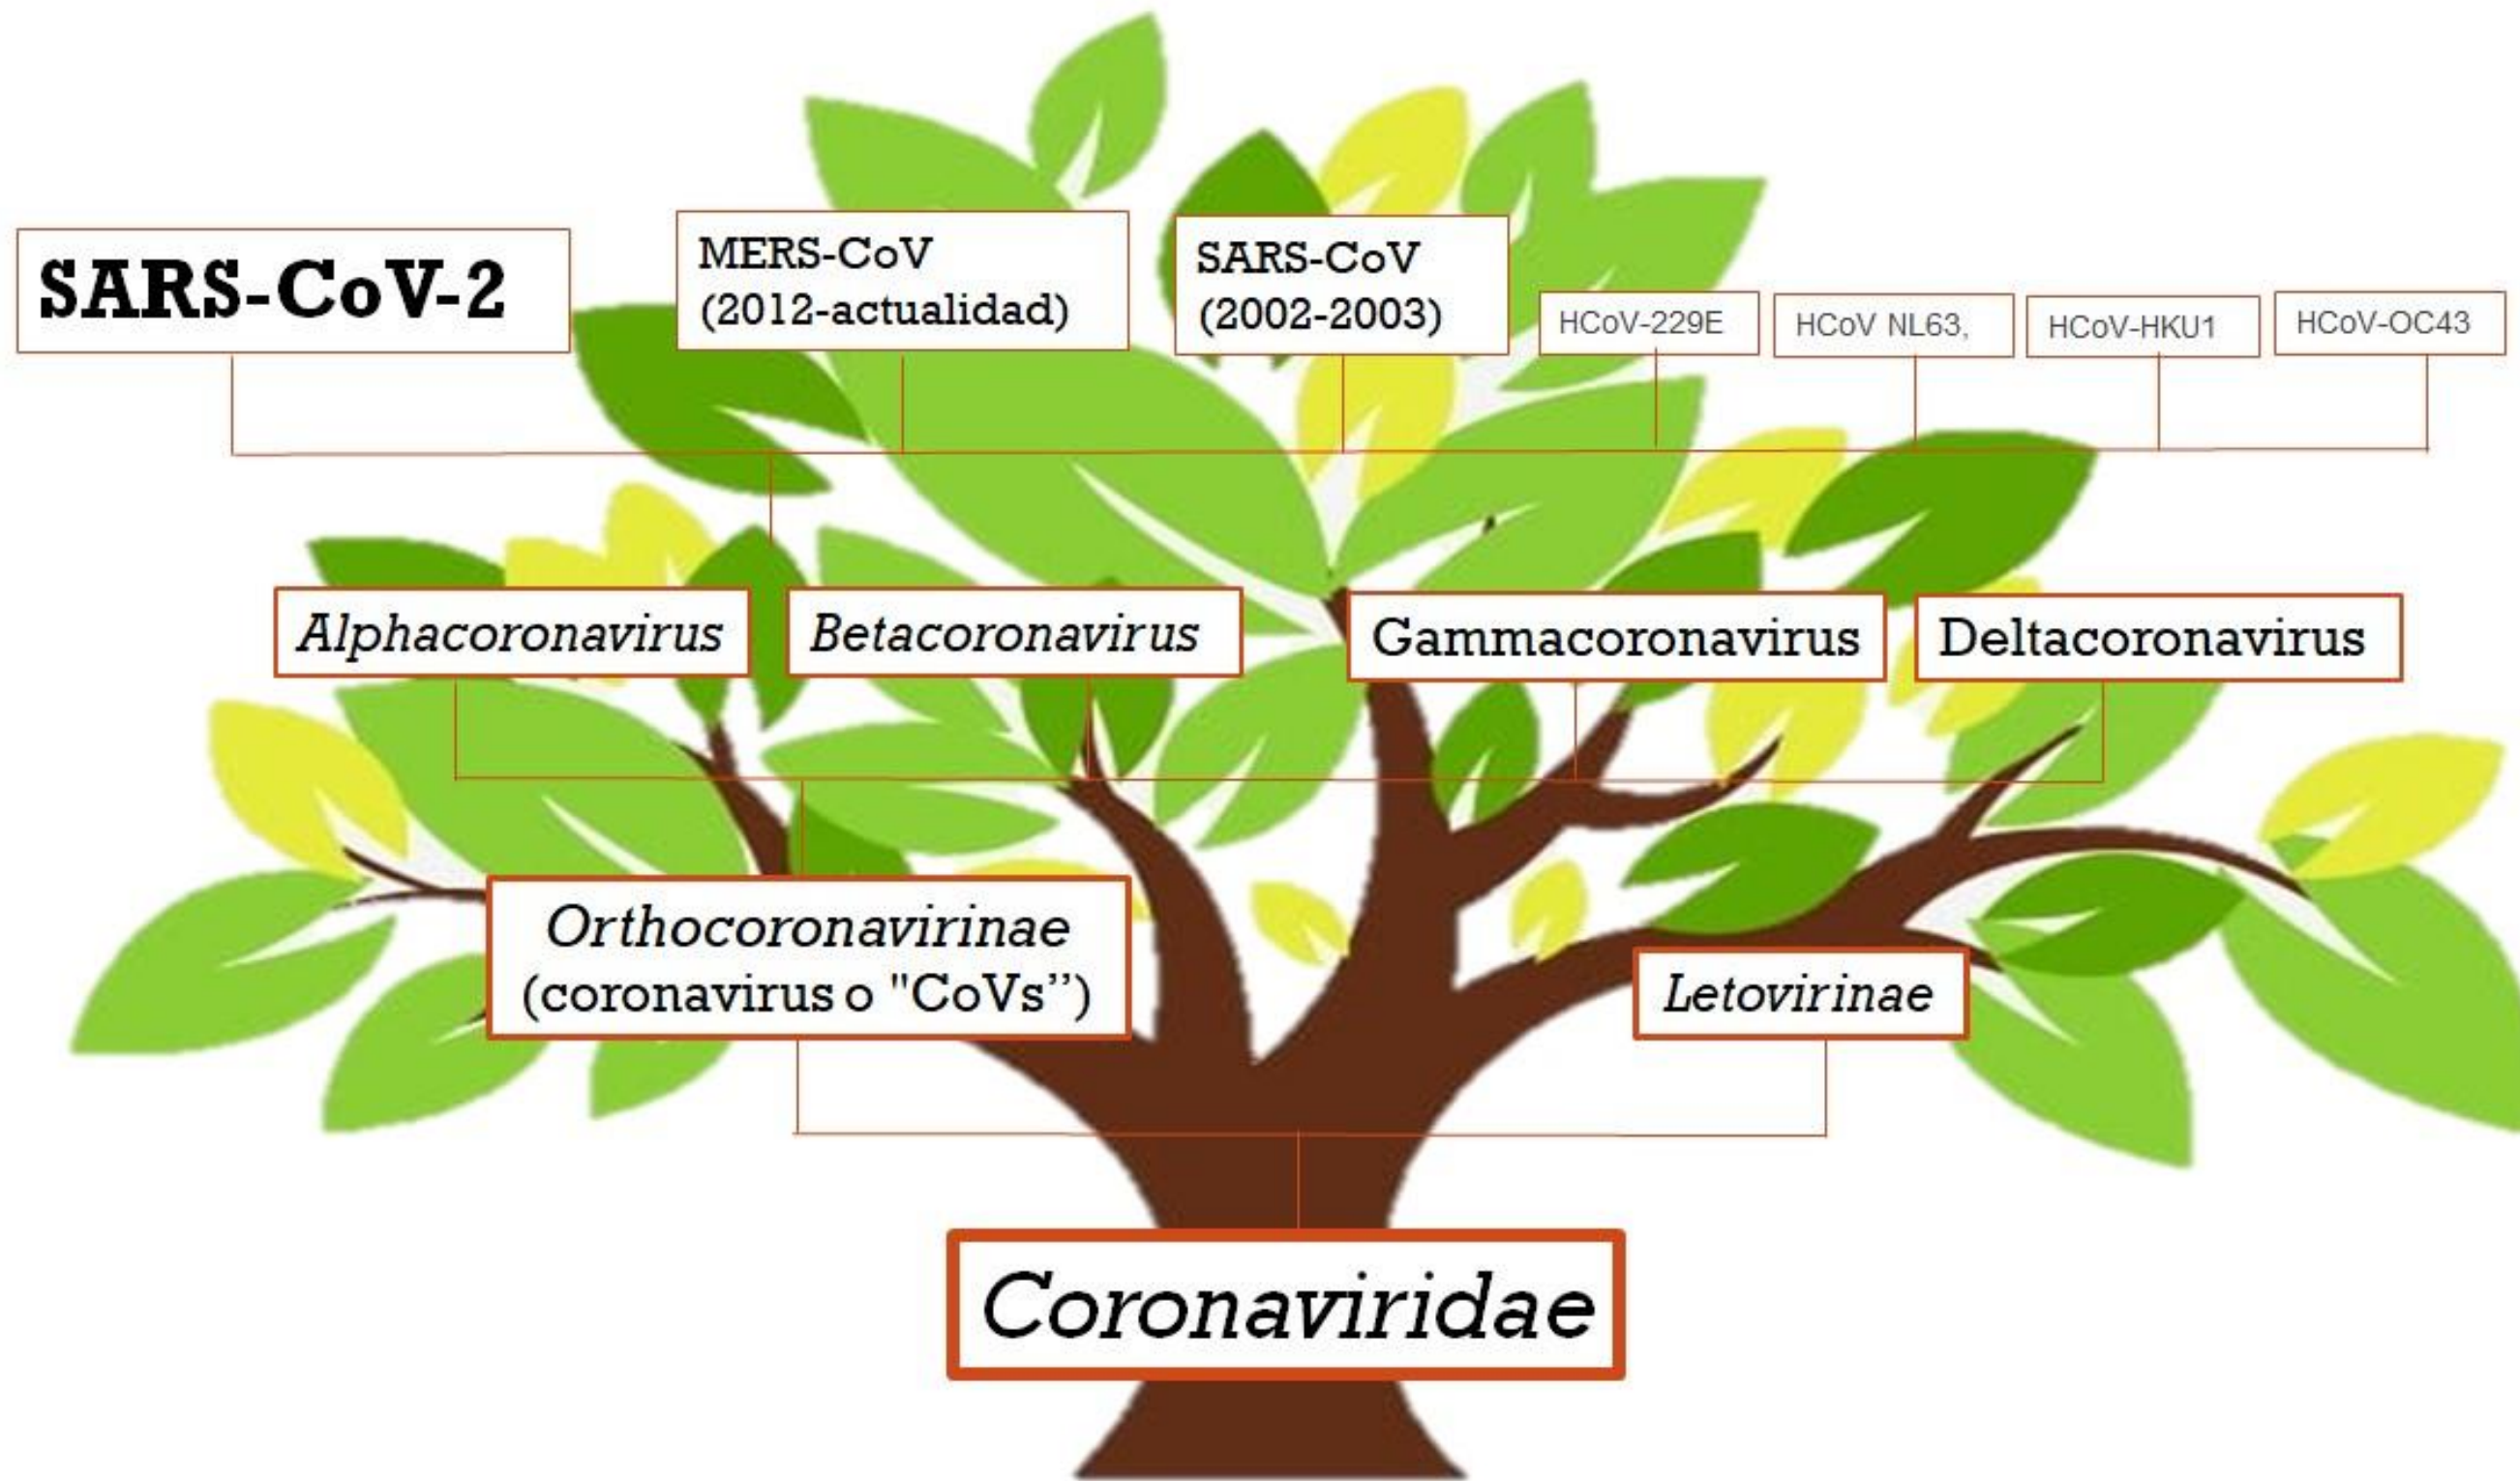 SARS-CoV-2
MERS-CoV
(2012-actualidad)
SARS-CoV
(2002-2003)
HCoV-229E
HCoV NL63,
HCoV-HKU1
HCoV-OC43
Alphacoronavirus
Betacoronavirus
Gammacoronavirus
Deltacoronavirus
Orthocoronavirinae
(coronavirus o "CoVs”)
Letovirinae
Coronaviridae